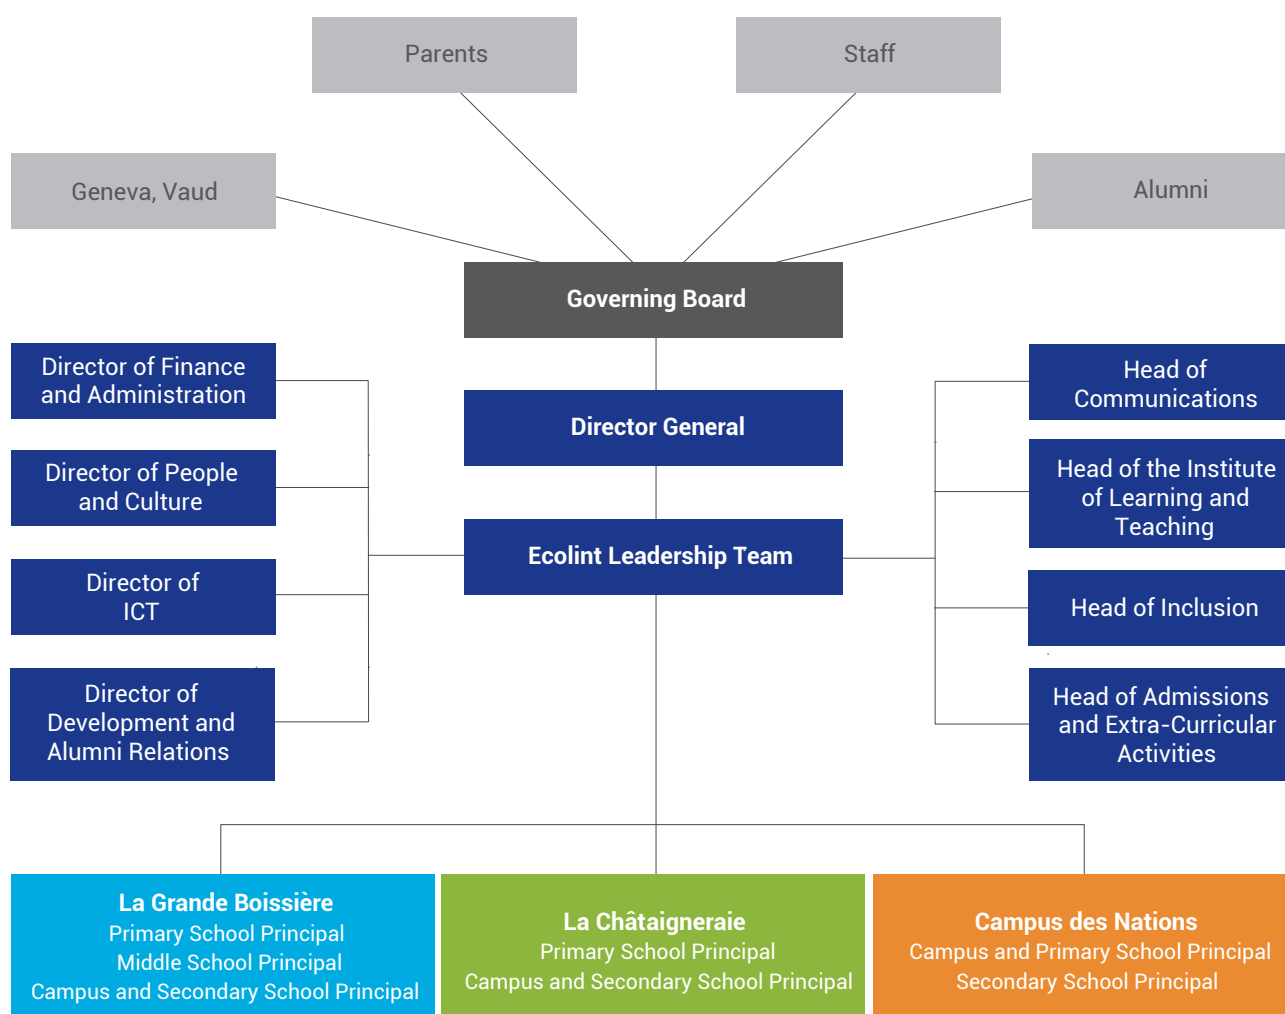 Parents
Staff
Geneva, Vaud
Alumni
Governing Board
Director of Finance
and Administration
Director of People
and Culture
Director of
ICT
Director of
Development and
Alumni Relations
Director General
Ecolint Leadership Team
Head of
Communications
Head of the Institute
of Learning and
Teaching
Head of Inclusion
Head of Admissions
and Extra-Curricular
Activities
La Grande Boissière
Primary School Principal
Middle School Principal
Campus and Secondary School Principal
La Châtaigneraie
Primary School Principal
Campus and Secondary School Principal
Campus des Nations
Campus and Primary School Principal
Secondary School Principal